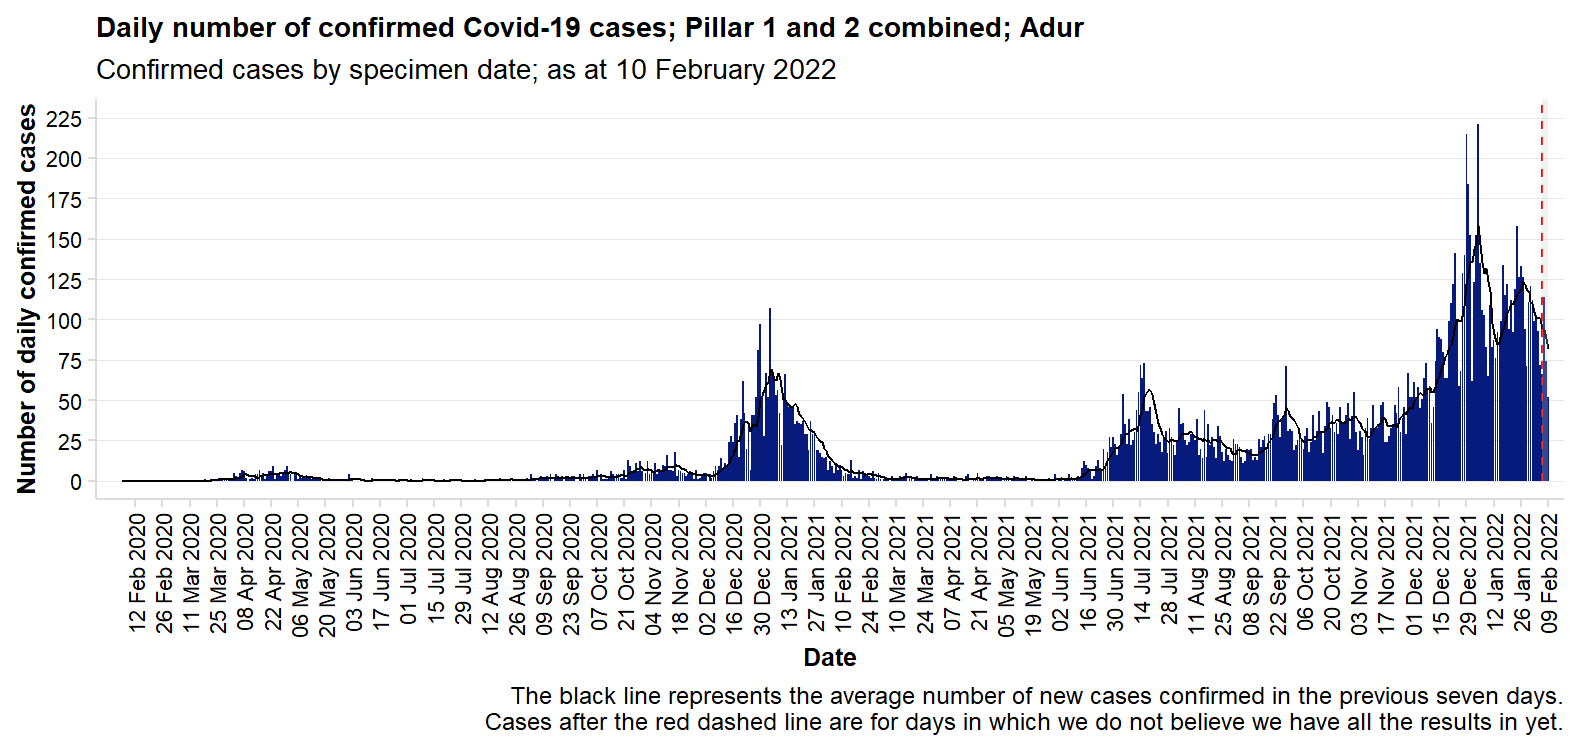 Daily number of confirmed Covid-19 cases; Pillar 1 and 2 combined; Adur
Confirmed cases by specimen date; as at 10 February 2022
Number of daily confirmed cases
225
200
175
150
125
100
75
50
25
0
12 Feb 2020
26 Feb 2020
11 Mar 2020
25 Mar 2020
08 Apr 2020
22 Apr 2020
06 May 2020
20 May 2020
03 Jun 2020
17 Jun 2020
01 Jul 2020
15 Jul 2020
29 Jul 2020
12 Aug 2020
26 Aug 2020
09 Sep 2020
23 Sep 2020
07 Oct 2020
21 Oct 2020
04 Nov 2020
18 Nov 2020
02 Dec 2020
16 Dec 2020
30 Dec 2020
13 Jan 2021
27 Jan 2021
10 Feb 2021
24 Feb 2021
10 Mar 2021
24 Mar 2021
07 Apr 2021
21 Apr 2021
05 May 2021
19 May 2021
02 Jun 2021
16 Jun 2021
30 Jun 2021
14 Jul 2021
28 Jul 2021
11 Aug 2021
25 Aug 2021
08 Sep 2021
22 Sep 2021
06 Oct 2021
20 Oct 2021
03 Nov 2021
17 Nov 2021
01 Dec 2021
15 Dec 2021
29 Dec 2021
12 Jan 2022
26 Jan 2022
09 Feb 2022
Date
The black line represents the average number of new cases confirmed in the previous seven days.
Cases after the red dashed line are for days in which we do not believe we have all the results in yet.